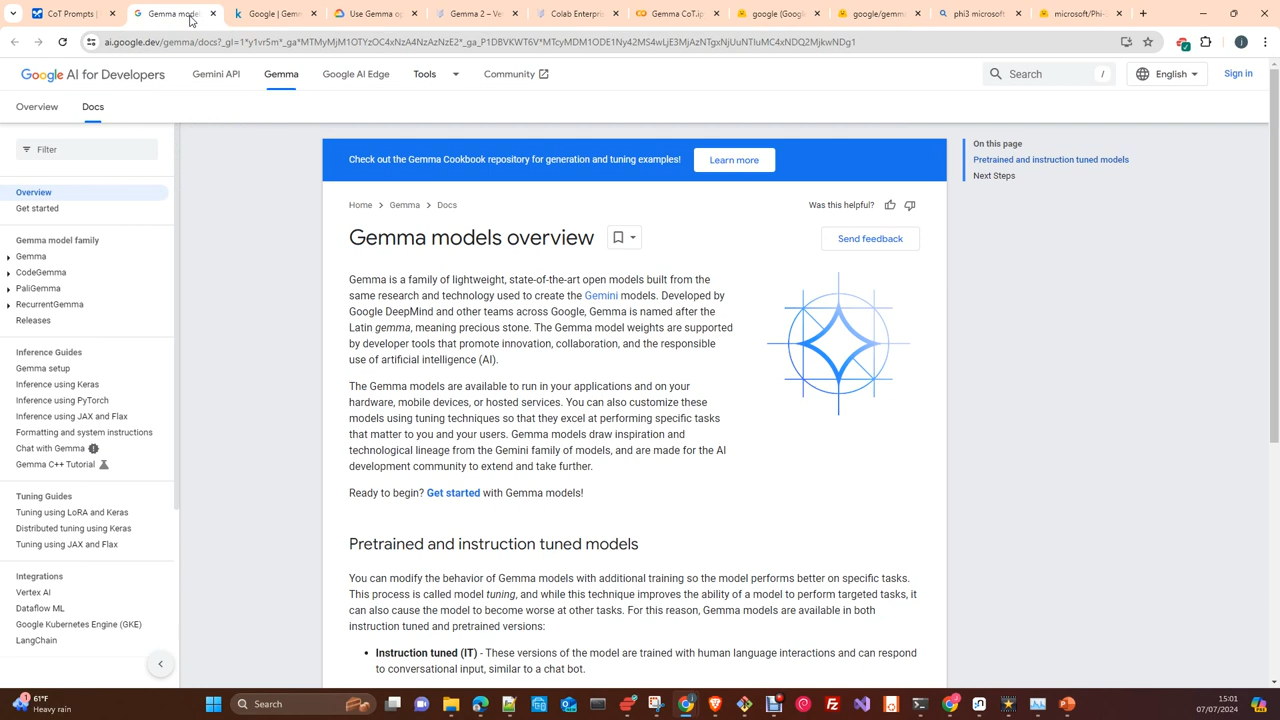 CoT Prompts
Gemma model
Google | Gemm
Use Gemma op
Gemma 2 – Ve
Colab Enterpris
Gemma CoT.ip
google (Google
google/gemma
phi3 microsoft
microsoft/Phi-
ai.google.dev/gemma/docs?_gl=1*y1vr5m*_ga*MTMyMjM1OTYzOC4xNzA4NzAzNzE2*_ga_P1DBVKWT6V*MTcyMDM1ODE1Ny42MS4wLjE3MjAzNTgxNjUuNTIuMC4xNDQ2MjkwNDg1
Google AI for Developers
Gemini API
Gemma
Google AI Edge
Tools
Community
Search
/
English
Sign in
Overview
Docs
Filter
Overview
Get started
Gemma model family
Gemma
CodeGemma
PaliGemma
RecurrentGemma
Releases
Inference Guides
Gemma setup
Inference using Keras
Inference using PyTorch
Inference using JAX and Flax
Formatting and system instructions
Chat with Gemma
Gemma C++ Tutorial
Tuning Guides
Tuning using LoRA and Keras
Distributed tuning using Keras
Tuning using JAX and Flax
Integrations
Vertex AI
Dataflow ML
Google Kubernetes Engine (GKE)
LangChain
Check out the Gemma Cookbook repository for generation and tuning examples!
Learn more
Home > Gemma > Docs
Was this helpful?
Gemma models overview
Send feedback
Gemma is a family of lightweight, state-of-the-art open models built from the
same research and technology used to create the Gemini models. Developed by
Google DeepMind and other teams across Google, Gemma is named after the
Latin gemma, meaning precious stone. The Gemma model weights are supported
by developer tools that promote innovation, collaboration, and the responsible
use of artificial intelligence (AI).
The Gemma models are available to run in your applications and on your
hardware, mobile devices, or hosted services. You can also customize these
models using tuning techniques so that they excel at performing specific tasks
that matter to you and your users. Gemma models draw inspiration and
technological lineage from the Gemini family of models, and are made for the AI
development community to extend and take further.
Ready to begin? Get started with Gemma models!
Pretrained and instruction tuned models
You can modify the behavior of Gemma models with additional training so the model performs better on specific tasks.
This process is called model tuning, and while this technique improves the ability of a model to perform targeted tasks, it
can also cause the model to become worse at other tasks. For this reason, Gemma models are available in both
instruction tuned and pretrained versions:
• Instruction tuned (IT) - These versions of the model are trained with human language interactions and can respond
to conversational input, similar to a chat bot.
On this page
Pretrained and instruction tuned models
Next Steps
61°F
Heavy rain
Search
15:01
07/07/2024